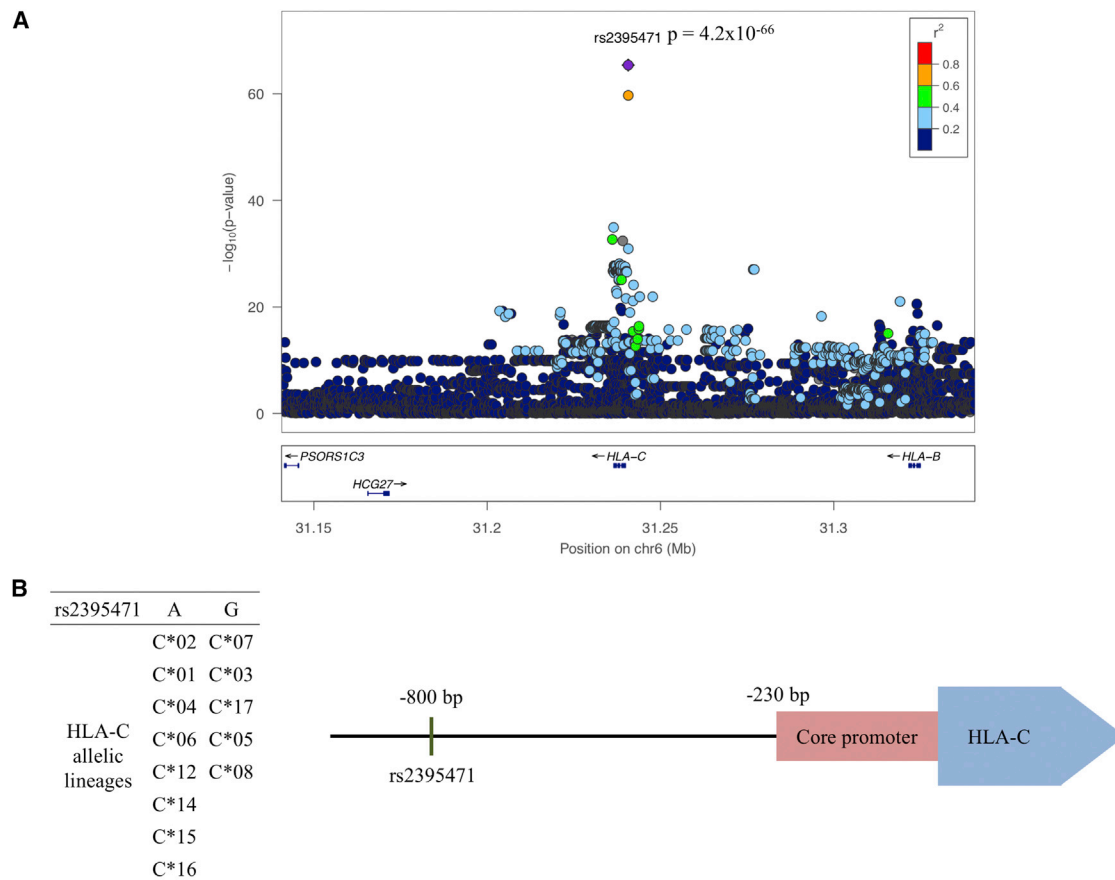 A
rs2395471 p = 4.2x10⁻⁶⁶
r²
0.8
0.6
0.4
0.2
60
40
20
0
−log₁₀(p−value)
←PSORS1C3
←HLA−C
←HLA−B
HCG27→
31.15 31.2 31.25 31.3
Position on chr6 (Mb)
B
rs2395471 A G
HLA-C allelic lineages
C*02 C*07
C*01 C*03
C*04 C*17
C*06 C*05
C*12 C*08
C*14
C*15
C*16
-800 bp
-230 bp
rs2395471
Core promoter
HLA-C